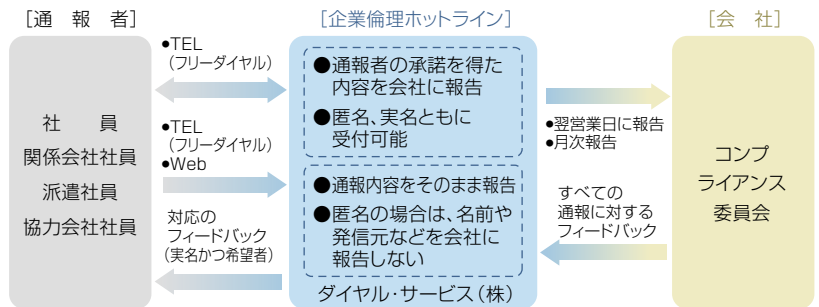 [通 報 者]
社 員
関係会社社員
派遣社員
協力会社社員
●TEL
(フリーダイヤル)
●TEL
(フリーダイヤル)
●Web
対応の
フィードバック
(実名かつ希望者)
[企業倫理ホットライン]
●通報者の承諾を得た
内容を会社に報告
●匿名、実名ともに
受付可能
●通報内容をそのまま報告
●匿名の場合は、名前や
発信元などを会社に
報告しない
ダイヤル・サービス(株)
●翌営業日に報告
●月次報告
すべての
通報に対する
フィードバック
[会 社]
コンプ
ライアンス
委員会